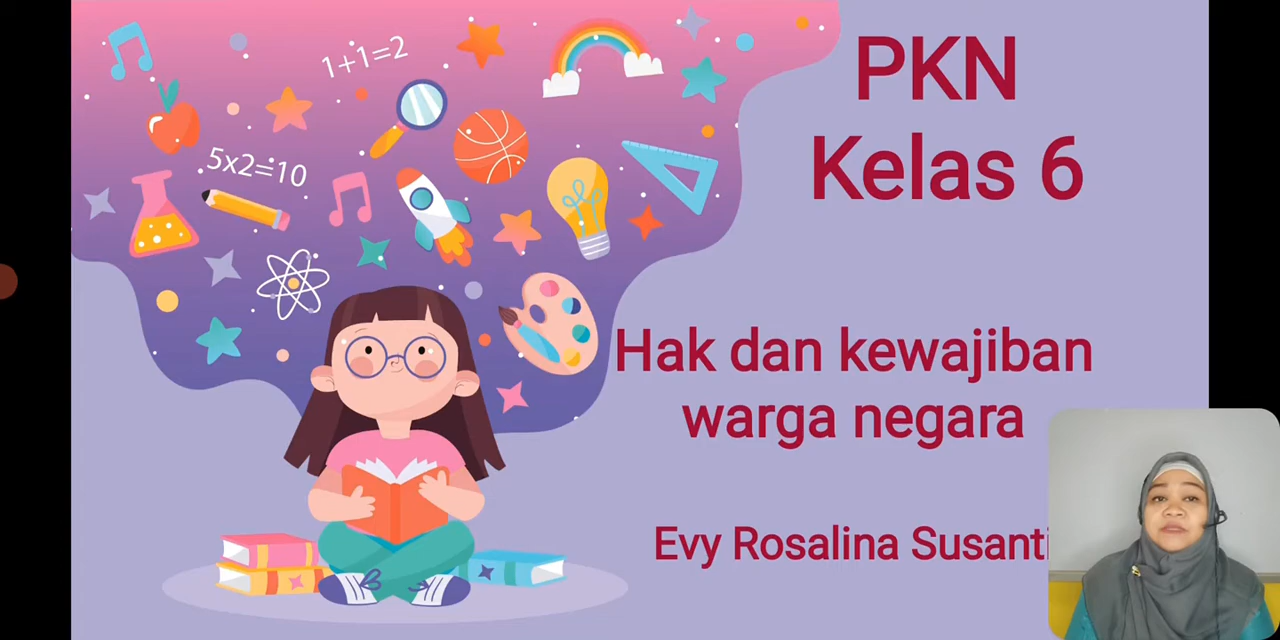 1+1=2
5x2=10
PKN
Kelas 6
Hak dan kewajiban
warga negara
Evy Rosalina Susanti